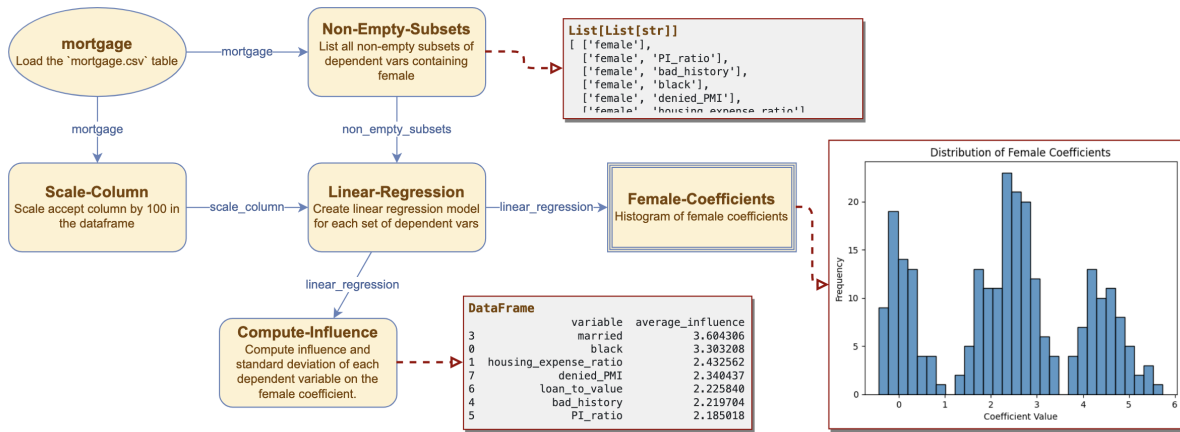 mortgage
Load the `mortgage.csv` table
mortgage
Non-Empty-Subsets
List all non-empty subsets of
dependent vars containing
female
List[List[str]]
[ ['female'],
['female', 'PI_ratio'],
['female', 'bad_history'],
['female', 'black'],
['female', 'denied_PMI'],
['female', 'housing_expense_ratio']
mortgage
non_empty_subsets
Scale-Column
Scale accept column by 100 in
the dataframe
scale_column
Linear-Regression
Create linear regression model
for each set of dependent vars
linear_regression
Female-Coefficients
Histogram of female coefficients
linear_regression
Compute-Influence
Compute influence and
standard deviation of each
dependent variable on the
female coefficient.
DataFrame
variable average_influence
3 married 3.604306
0 black 3.303208
1 housing_expense_ratio 2.432562
7 denied_PMI 2.340437
6 loan_to_value 2.225840
4 bad_history 2.219704
5 PI_ratio 2.185018
Distribution of Female Coefficients
Frequency
20
15
10
5
0
0 1 2 3 4 5 6
Coefficient Value